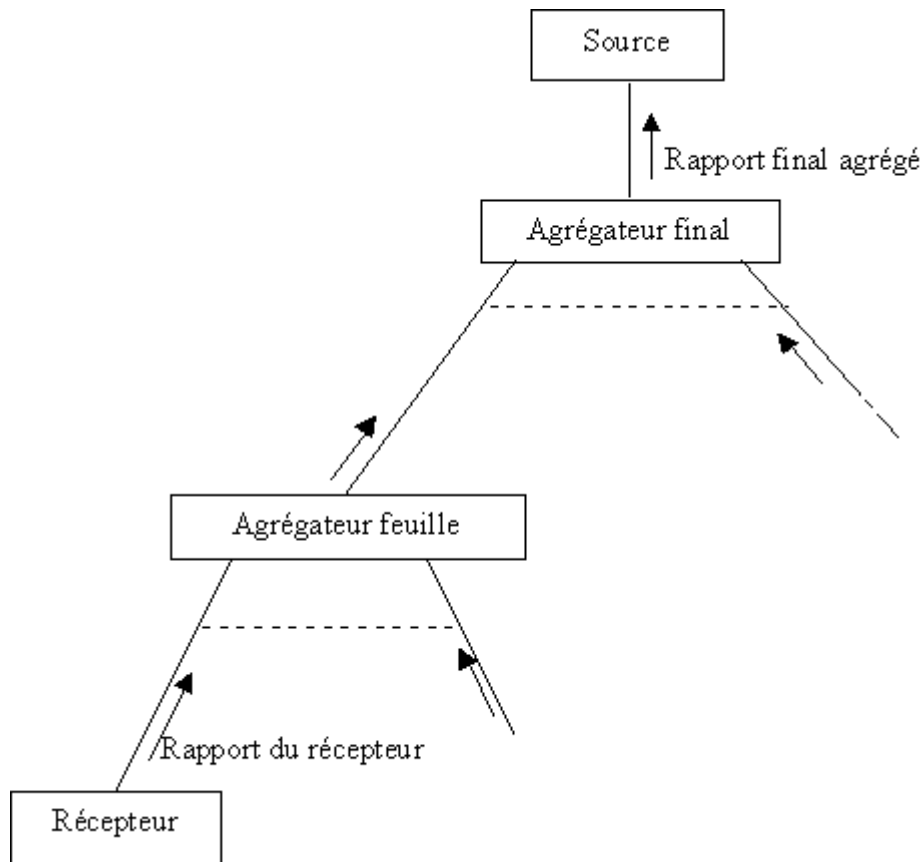 Source
Rapport final agrégé
Agrégateur final
Agrégateur feuille
Rapport du récepteur
Récepteur